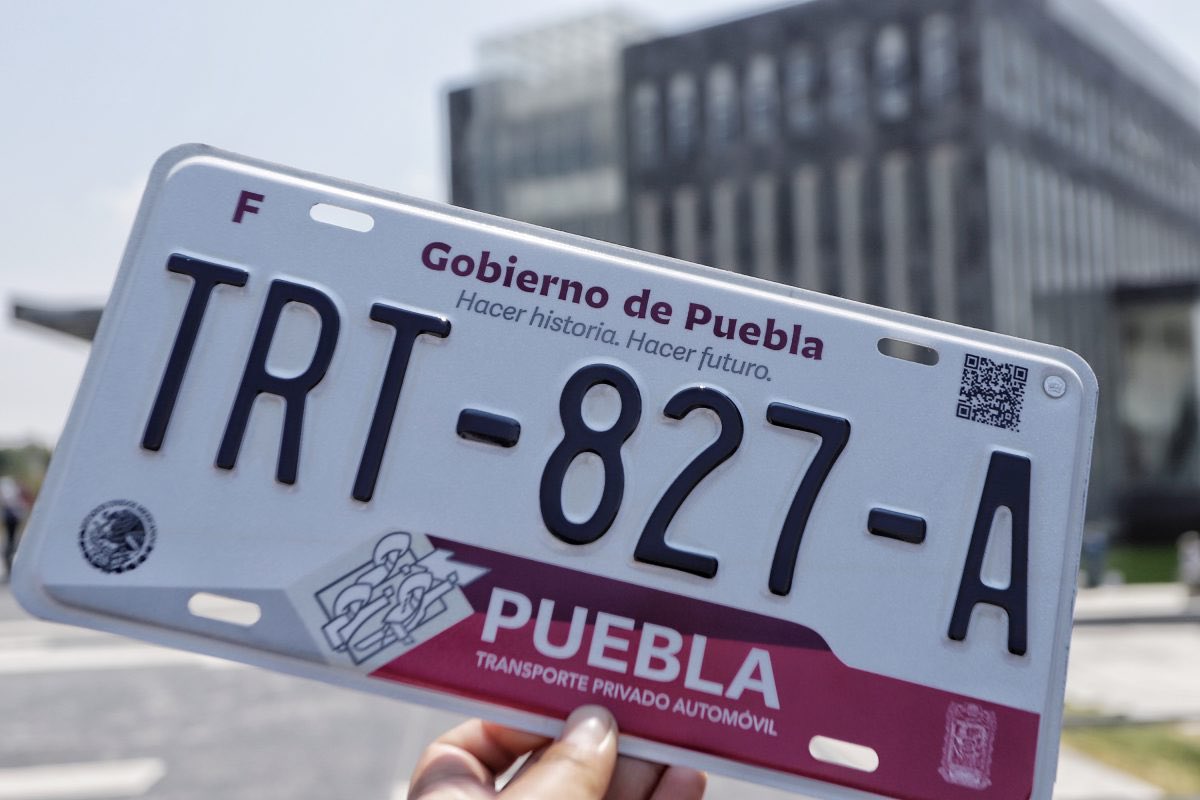 F
Gobierno de Puebla
Hacer historia. Hacer futuro.
TRT-827-A
PUEBLA
TRANSPORTE PRIVADO AUTOMÓVIL